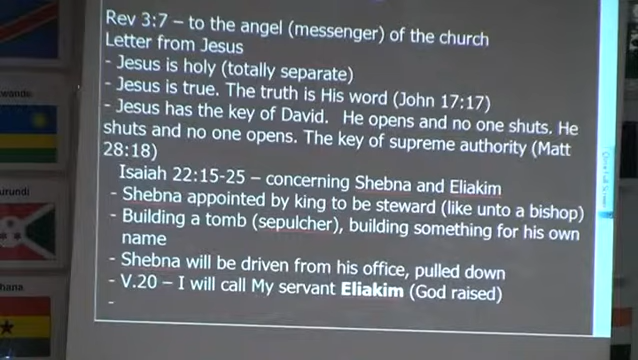 Rev 3:7 – to the angel (messenger) of the church
Letter from Jesus
- Jesus is holy (totally separate)
- Jesus is true. The truth is His word (John 17:17)
- Jesus has the key of David.  He opens and no one shuts. He
shuts and no one opens. The key of supreme authority (Matt
28:18)
Isaiah 22:15-25 – concerning Shebna and Eliakim
- Shebna appointed by king to be steward (like unto a bishop)
- Building a tomb (sepulcher), building something for his own
name
- Shebna will be driven from his office, pulled down
- V.20 – I will call My servant Eliakim (God raised)
-